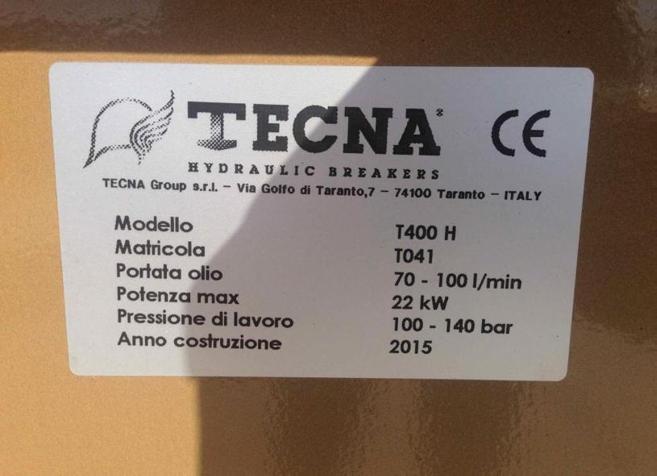 TECNA
CE
HYDRAULIC BREAKERS
TECNA Group s.r.l. – Via Golfo di Taranto,7 – 74100 Taranto – ITALY
Modello T400 H
Matricola T041
Portata olio 70 - 100 l/min
Potenza max 22 kW
Pressione di lavoro 100 - 140 bar
Anno costruzione 2015